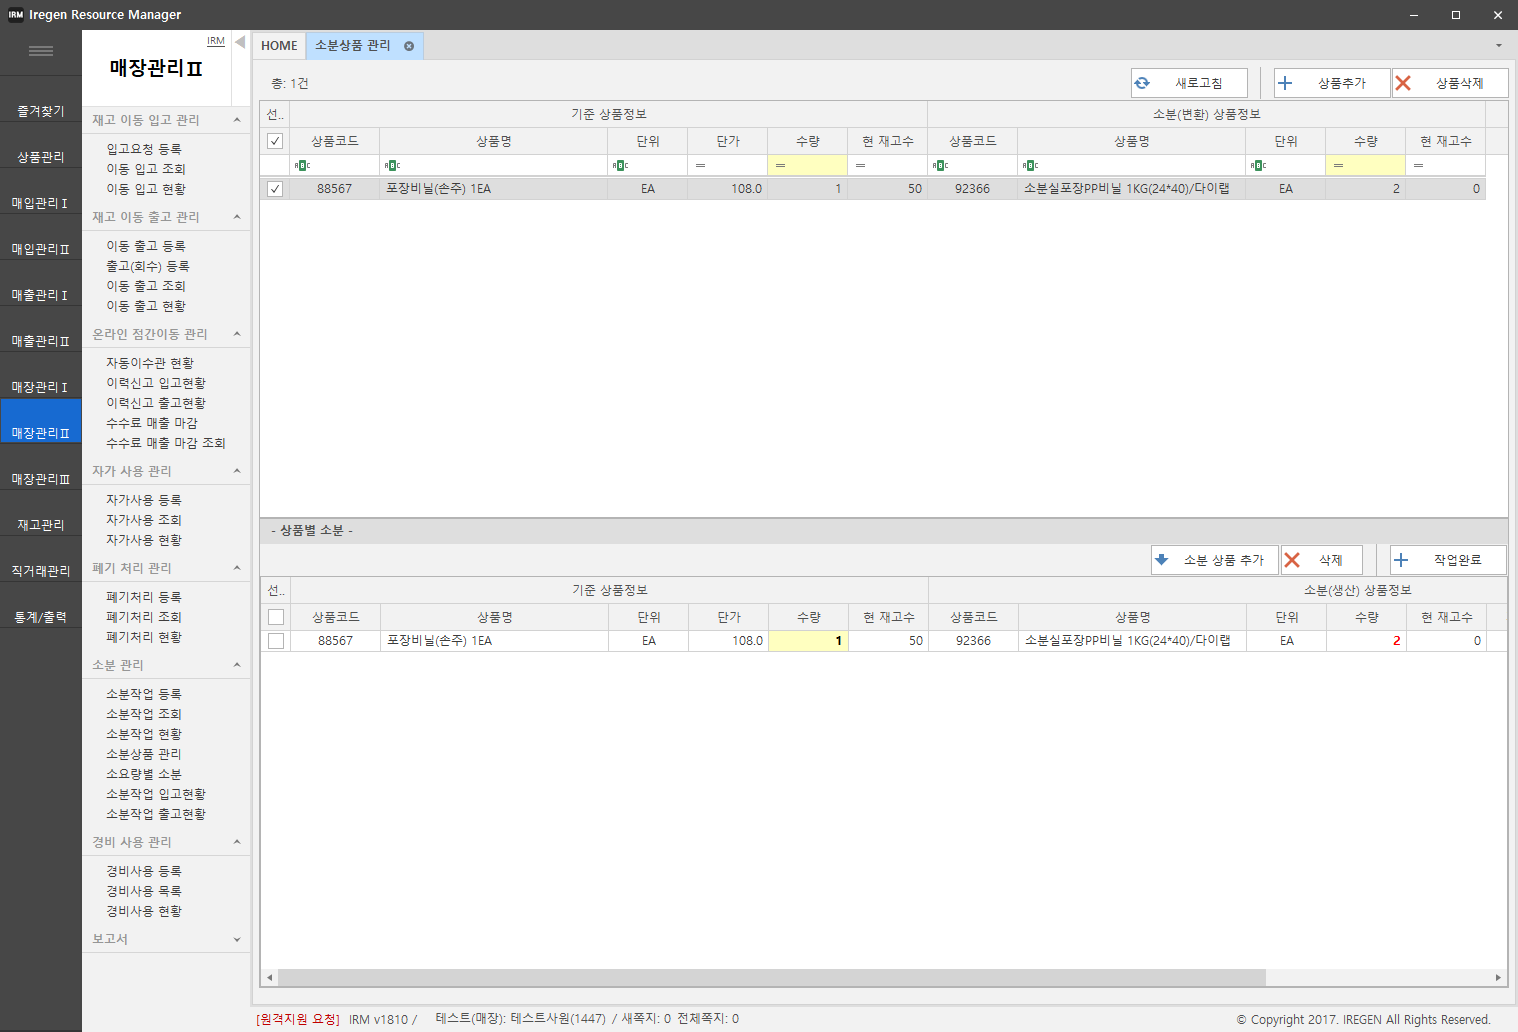 IRM Iregen Resource Manager
즐겨찾기
상품관리
매입관리Ⅰ
매입관리Ⅱ
매출관리Ⅰ
매출관리Ⅱ
매장관리Ⅰ
매장관리Ⅱ
매장관리Ⅲ
재고관리
직거래관리
통계/출력
IRM
매장관리Ⅱ
재고 이동 입고 관리
입고요청 등록
이동 입고 조회
이동 입고 현황
재고 이동 출고 관리
이동 출고 등록
출고(회수) 등록
이동 출고 조회
이동 출고 현황
온라인 점간이동 관리
자동이수관 현황
이력신고 입고현황
이력신고 출고현황
수수료 매출 마감
수수료 매출 마감 조회
자가 사용 관리
자가사용 등록
자가사용 조회
자가사용 현황
폐기 처리 관리
폐기처리 등록
폐기처리 조회
폐기처리 현황
소분 관리
소분작업 등록
소분작업 조회
소분작업 현황
소분상품 관리
소요량별 소분
소분작업 입고현황
소분작업 출고현황
경비 사용 관리
경비사용 등록
경비사용 목록
경비사용 현황
보고서
HOME 소분상품 관리
총: 1건 새로고침 상품추가 상품삭제
선.. 기준 상품정보 소분(변환) 상품정보
상품코드 상품명 단위 단가 수량 현 재고수 상품코드 상품명 단위 수량 현 재고수
ABC ABC ABC = = = ABC ABC ABC = =
88567 포장비닐(손주) 1EA EA 108.0 1 50 92366 소분실포장PP비닐 1KG(24*40)/다이랩 EA 2 0
- 상품별 소분 -
소분 상품 추가 삭제 작업완료
선.. 기준 상품정보 소분(생산) 상품정보
상품코드 상품명 단위 단가 수량 현 재고수 상품코드 상품명 단위 수량 현 재고수
88567 포장비닐(손주) 1EA EA 108.0 1 50 92366 소분실포장PP비닐 1KG(24*40)/다이랩 EA 2 0
[원격지원 요청] IRM v1810 / 테스트(매장): 테스트사원(1447) / 새쪽지: 0 전체쪽지: 0 © Copyright 2017. IREGEN All Rights Reserved.